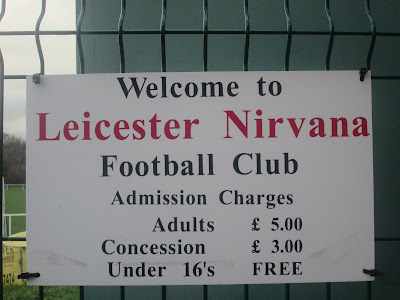 Welcome to
Leicester Nirvana
Football Club
Admission Charges
Adults £ 5.00
Concession £ 3.00
Under 16's FREE